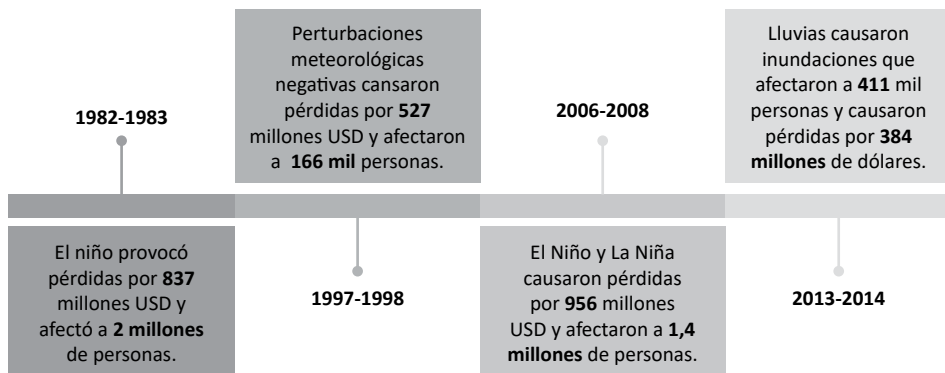 1982-1983
El niño provocó
pérdidas por 837
millones USD y
afectó a 2 millones
de personas.
Perturbaciones
meteorológicas
negativas cansaron
pérdidas por 527
millones USD y afectaron
a 166 mil personas.
1997-1998
2006-2008
El Niño y La Niña
causaron pérdidas
por 956 millones
USD y afectaron a 1,4
millones de personas.
Lluvias causaron
inundaciones que
afectaron a 411 mil
personas y causaron
pérdidas por 384
millones de dólares.
2013-2014